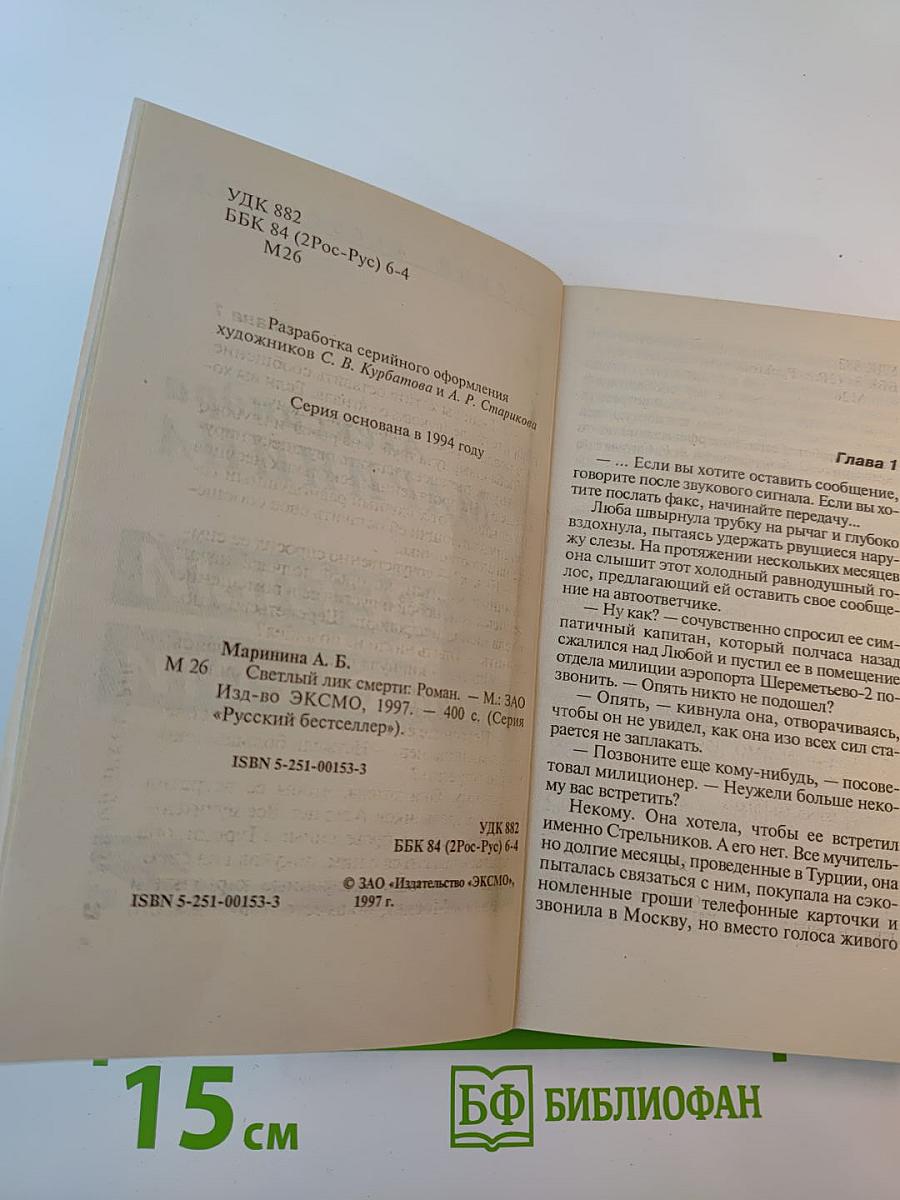 УДК 882
ББК 84 (2Рос-Рус) 6-4
М26
Разработка серийного оформления
художников С. В. Курбатова и А. Р. Старикова
Серия основана в 1994 году
Маринина А. Б.
М 26 Светлый лик смерти: Роман. — М.: ЗАО
Изд-во ЭКСМО, 1997. — 400 с. (Серия
«Русский бестселлер»).
ISBN 5-251-00153-3
УДК 882
ББК 84 (2Рос-Рус) 6-4
© ЗАО «Издательство «ЭКСМО»,
ISBN 5-251-00153-3 1997 г.
Глава 1
— ... Если вы хотите оставить сообщение,
говорите после звукового сигнала. Если вы хо-
тите послать факс, начинайте передачу...
Люба швырнула трубку на рычаг и глубоко
вздохнула, пытаясь удержать рвущиеся нару-
жу слезы. На протяжении нескольких месяцев
она слышит этот холодный равнодушный го-
лос, предлагающий ей оставить свое сообще-
ние на автоответчике.
— Ну как? — сочувственно спросил ее сим-
патичный капитан, который полчаса назад
сжалился над Любой и пустил ее в помещение
отдела милиции аэропорта Шереметьево-2 по-
звонить. — Опять никто не подошел?
— Опять, — кивнула она, отворачиваясь,
чтобы он не увидел, как она изо всех сил ста-
рается не заплакать.
— Позвоните еще кому-нибудь, — посове-
товал милиционер. — Неужели больше неко-
му вас встретить?
Некому. Она хотела, чтобы ее встретил
именно Стрельников. А его нет. Все мучитель-
но долгие месяцы, проведенные в Турции, она
пыталась связаться с ним, покупала на сэко-
номленные гроши телефонные карточки и
звонила в Москву, но вместо голоса живого
15 см
БФ БИБЛИОФАН